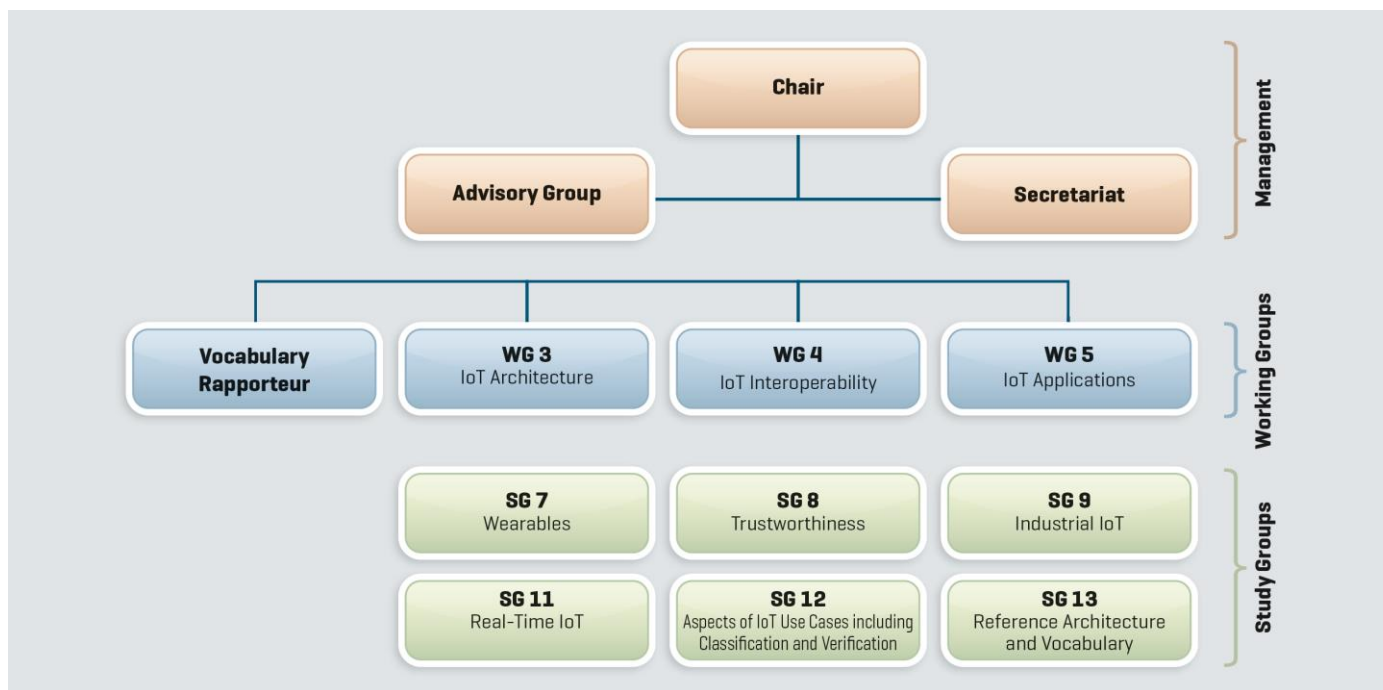 Chair
Advisory Group
Secretariat
Management
Vocabulary
Rapporteur
WG 3
IoT Architecture
WG 4
IoT Interoperability
WG 5
IoT Applications
Working Groups
SG 7
Wearables
SG 8
Trustworthiness
SG 9
Industrial IoT
SG 11
Real-Time IoT
SG 12
Aspects of IoT Use Cases including
Classification and Verification
SG 13
Reference Architecture
and Vocabulary
Study Groups